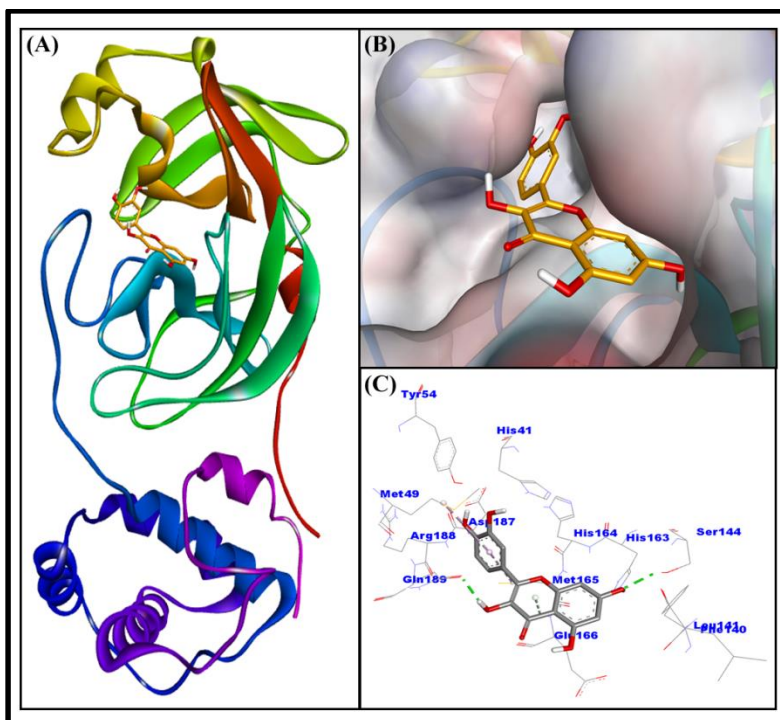 (A)
(B)
(C)
Tyr54
His41
Met49
Asp187
Arg188
His164
His163
Ser144
Gln189
Met165
Leu141
Phe140
Glu166